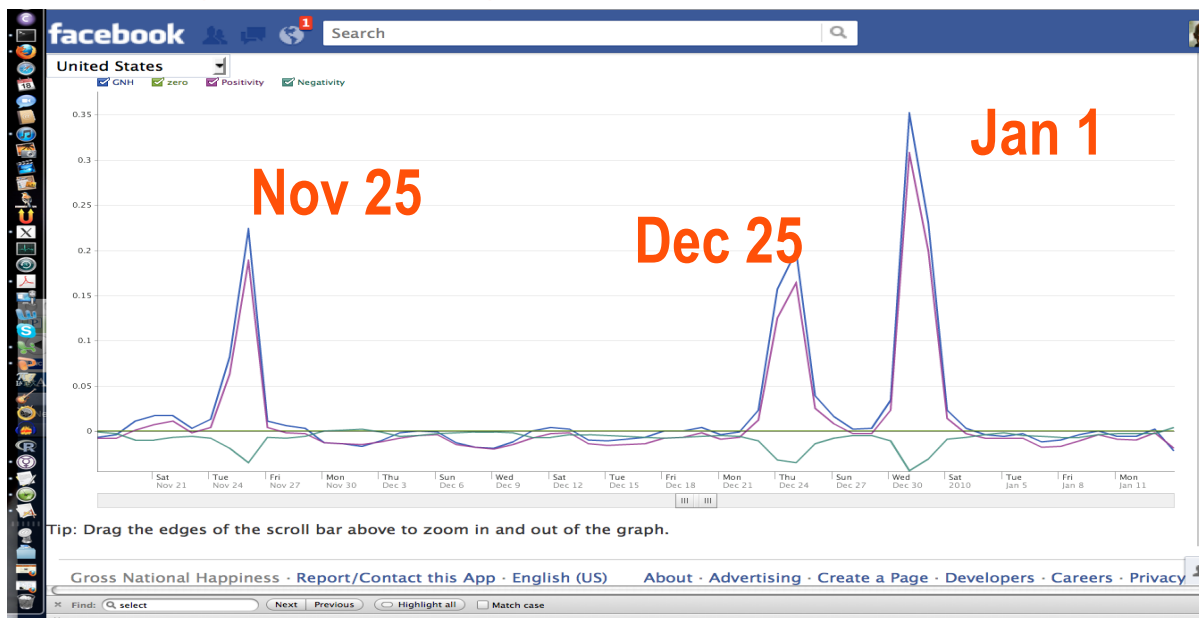 facebook 1 Search
United States
GNH zero Positivity Negativity
0.35
Jan 1
0.3
Nov 25
0.25
Dec 25
0.2
0.15
0.1
0.05
0
Sat Tue Fri Mon Thu Sun Wed Sat Tue Fri Mon Thu Sun Wed Sat Tue Fri Mon
Nov 21 Nov 24 Nov 27 Nov 30 Dec 3 Dec 6 Dec 9 Dec 12 Dec 15 Dec 18 Dec 21 Dec 24 Dec 27 Dec 30 2010 Jan 5 Jan 8 Jan 11
Tip: Drag the edges of the scroll bar above to zoom in and out of the graph.
Gross National Happiness · Report/Contact this App · English (US) About · Advertising · Create a Page · Developers · Careers · Privacy
× Find: select Next Previous Highlight all Match case